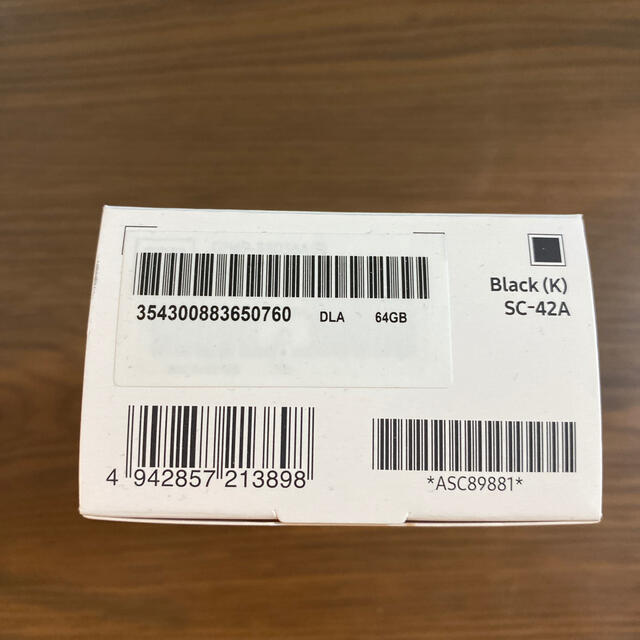 354300883650760 DLA 64GB
Black (K)
SC-42A
4 942857 213898
*ASC89881*